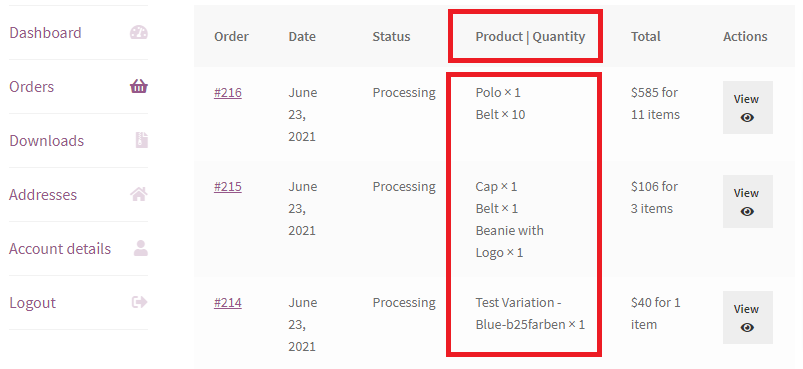 Dashboard
Orders
Downloads
Addresses
Account details
Logout
Order Date Status Product | Quantity Total Actions
#216 June Processing Polo × 1 $585 for View
23, Belt × 10 11 items
2021
#215 June Processing Cap × 1 $106 for View
23, Belt × 1 3 items
2021 Beanie with
Logo × 1
#214 June Processing Test Variation - $40 for 1 View
23, Blue-b25farben × 1 item
2021